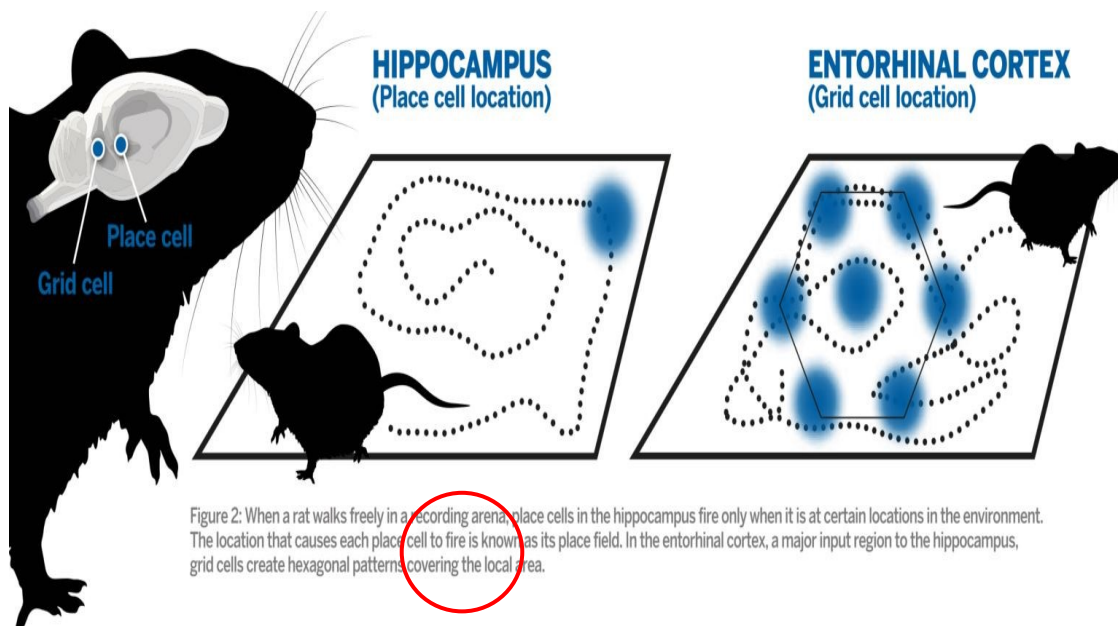 HIPPOCAMPUS
(Place cell location)
ENTORHINAL CORTEX
(Grid cell location)
Place cell
Grid cell
Figure 2: When a rat walks freely in a recording arena, place cells in the hippocampus fire only when it is at certain locations in the environment.
The location that causes each place cell to fire is known as its place field. In the entorhinal cortex, a major input region to the hippocampus,
grid cells create hexagonal patterns covering the local area.